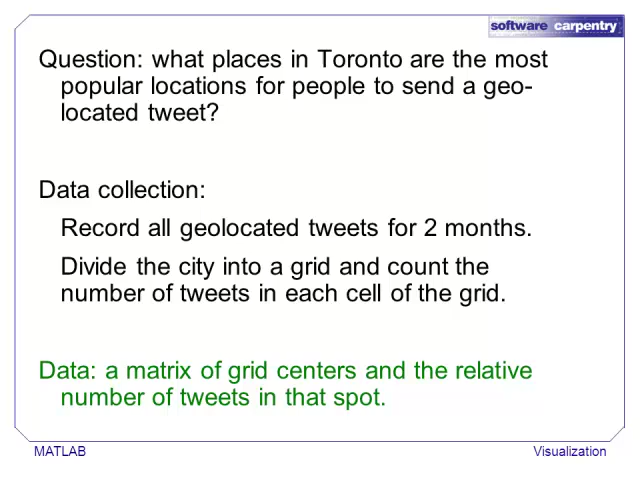 software carpentry
Question: what places in Toronto are the most
popular locations for people to send a geo-
located tweet?
Data collection:
Record all geolocated tweets for 2 months.
Divide the city into a grid and count the
number of tweets in each cell of the grid.
Data: a matrix of grid centers and the relative
number of tweets in that spot.
MATLAB
Visualization